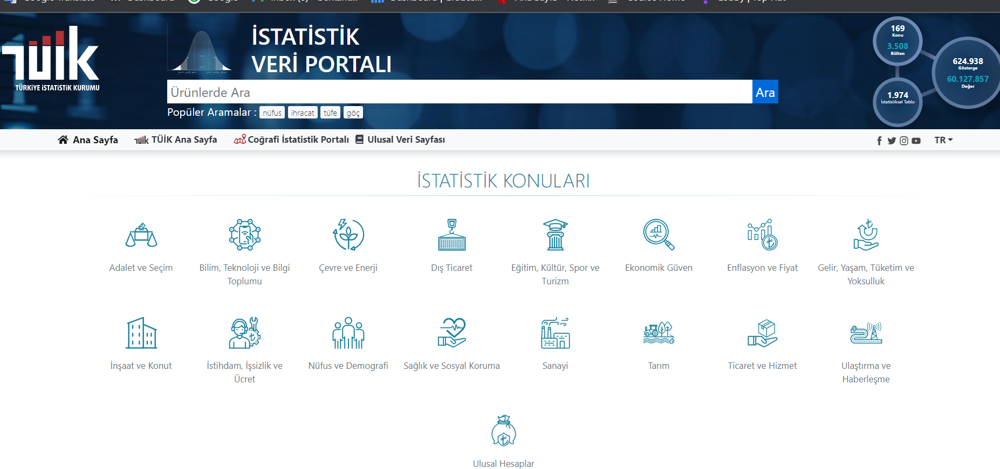 İSTATİSTİK
VERİ PORTALI
TÜİK
TÜRKİYE İSTATİSTİK KURUMU
Ürünlerde Ara
Ara
Popüler Aramalar : nüfus ihracat tüfe göç
169
Konu
3.508
Bülten
624.938
Gösterge
60.127.857
Değer
1.974
İstatistiksel Tablo
Ana Sayfa TÜİK Ana Sayfa Coğrafi İstatistik Portalı Ulusal Veri Sayfası TR
İSTATİSTİK KONULARI
Adalet ve Seçim
Bilim, Teknoloji ve Bilgi
Toplumu
Çevre ve Enerji
Dış Ticaret
Eğitim, Kültür, Spor ve
Turizm
Ekonomik Güven
Enflasyon ve Fiyat
Gelir, Yaşam, Tüketim ve
Yoksulluk
İnşaat ve Konut
İstihdam, İşsizlik ve
Ücret
Nüfus ve Demografi
Sağlık ve Sosyal Koruma
Sanayi
Tarım
Ticaret ve Hizmet
Ulaştırma ve
Haberleşme
Ulusal Hesaplar